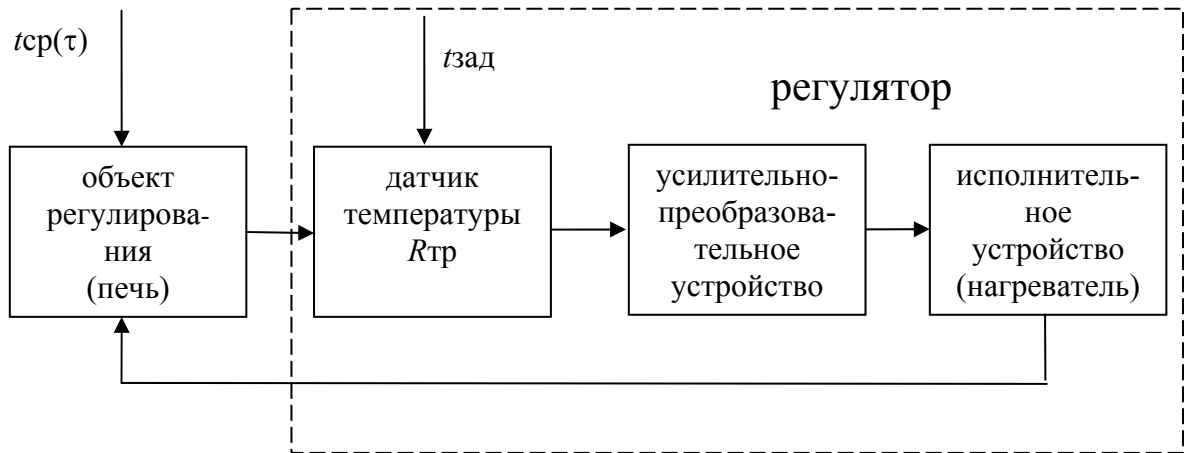 tср(τ)
tзад
регулятор
объект
регулирова-
ния
(печь)
датчик
температуры
Rтр
усилительно-
преобразова-
тельное
устройство
исполнитель-
ное
устройство
(нагреватель)